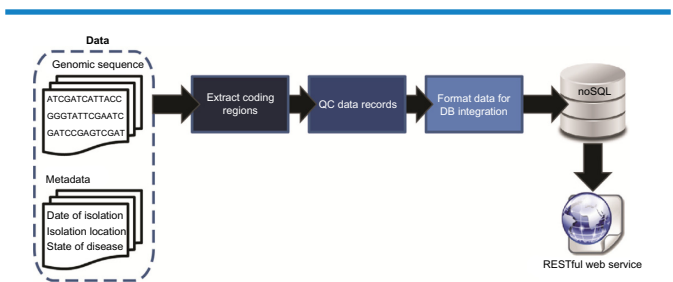 Data
Genomic sequence
ATCGATCATTACC
GGGTATTCGAATC
GATCCGAGTCGAT
Metadata
Date of isolation
Isolation location
State of disease
Extract coding
regions
QC data records
Format data for
DB integration
noSQL
RESTful web service